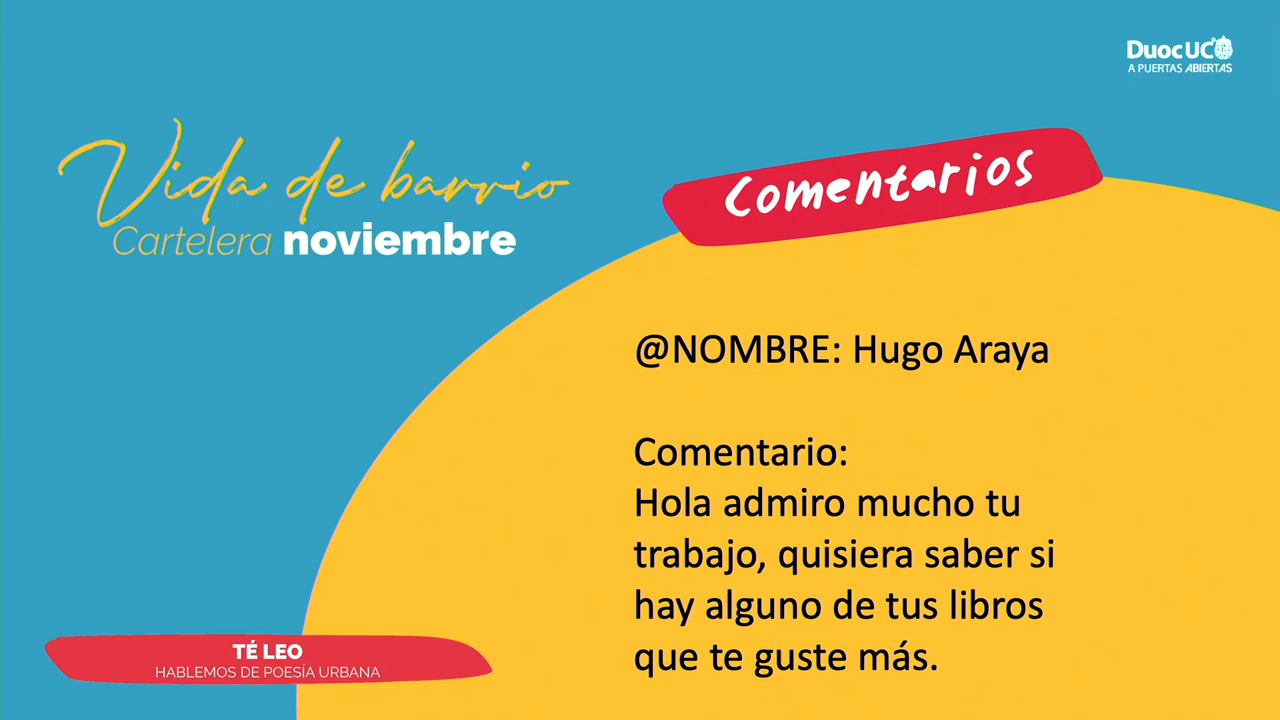 DuocUC
A PUERTAS ABIERTAS
Vida de barrio
Cartelera noviembre
Comentarios
@NOMBRE: Hugo Araya
Comentario:
Hola admiro mucho tu
trabajo, quisiera saber si
hay alguno de tus libros
que te guste más.
TÉ LEO
HABLEMOS DE POESÍA URBANA